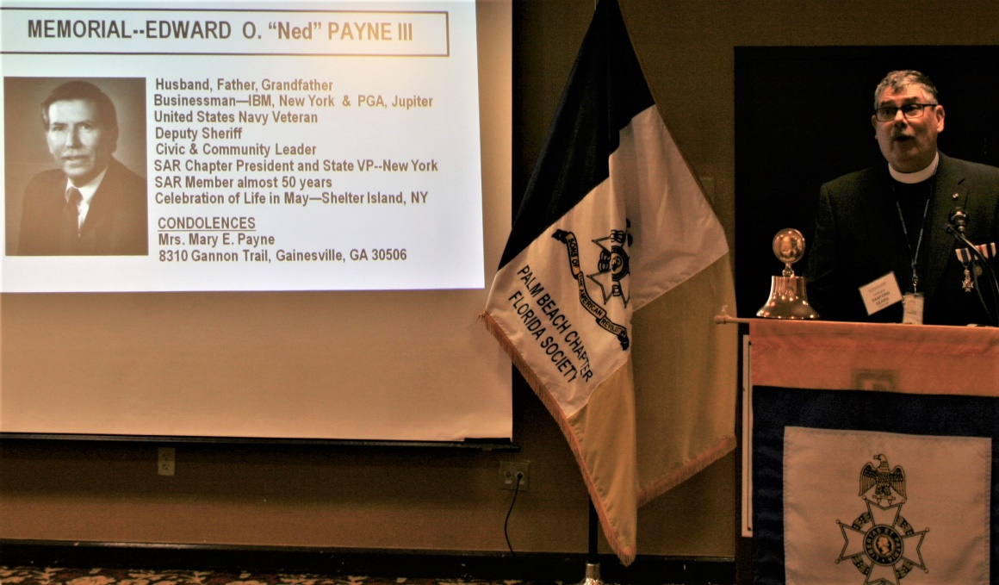 MEMORIAL--EDWARD O. “Ned” PAYNE III
Husband, Father, Grandfather
Businessman—IBM, New York & PGA, Jupiter
United States Navy Veteran
Deputy Sheriff
Civic & Community Leader
SAR Chapter President and State VP--New York
SAR Member almost 50 years
Celebration of Life in May—Shelter Island, NY
CONDOLENCES
Mrs. Mary E. Payne
8310 Gannon Trail, Gainesville, GA 30506
SONS OF THE AMERICAN REVOLUTION
PALM BEACH CHAPTER
FLORIDA SOCIETY